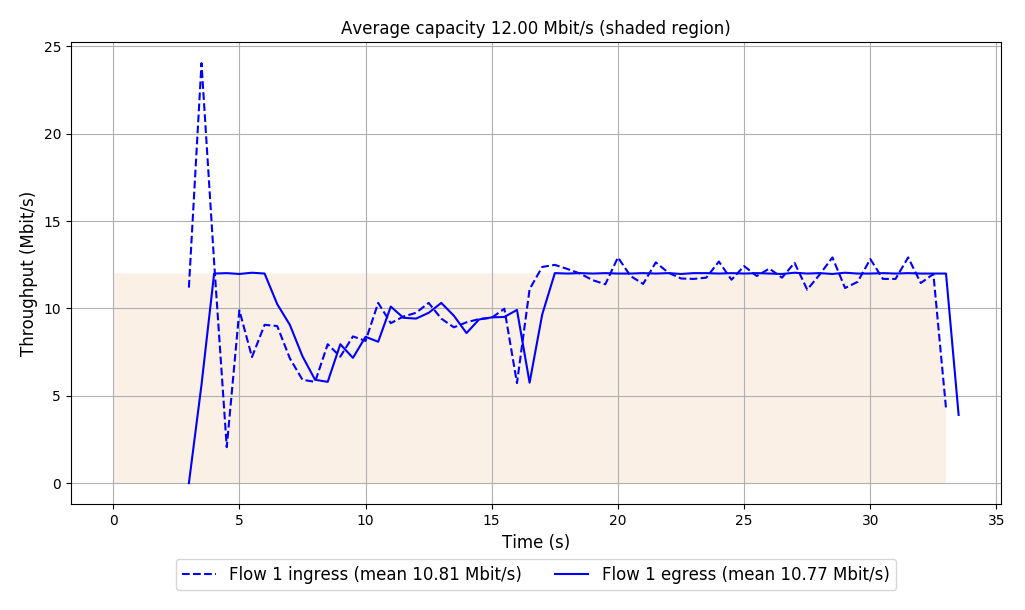 Average capacity 12.00 Mbit/s (shaded region)
Throughput (Mbit/s)
25
20
15
10
5
0
0 5 10 15 20 25 30 35
Time (s)
Flow 1 ingress (mean 10.81 Mbit/s) Flow 1 egress (mean 10.77 Mbit/s)